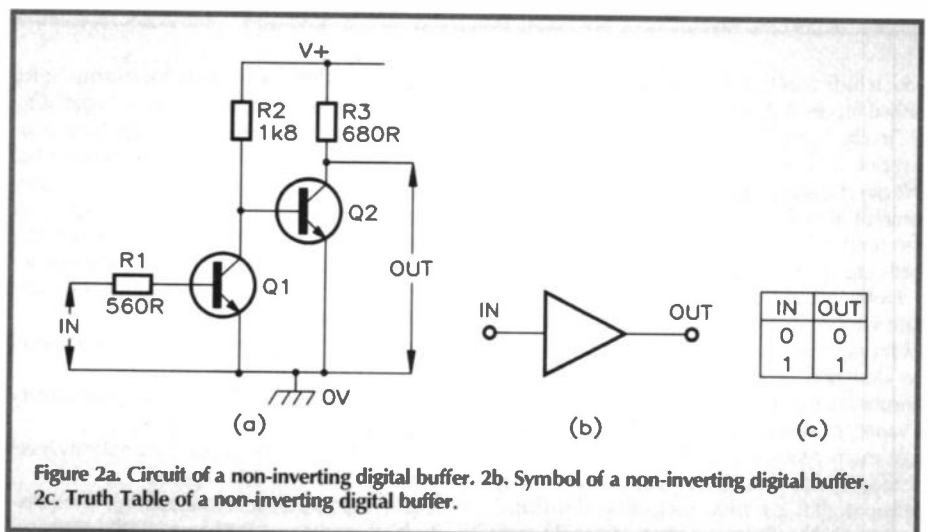 V+
R2
1k8
R3
680R
Q2
R1
560R
Q1
IN
OUT
0V
(a)
IN
OUT
(b)
IN OUT
0 0
1 1
(c)
Figure 2a. Circuit of a non-inverting digital buffer. 2b. Symbol of a non-inverting digital buffer.
2c. Truth Table of a non-inverting digital buffer.